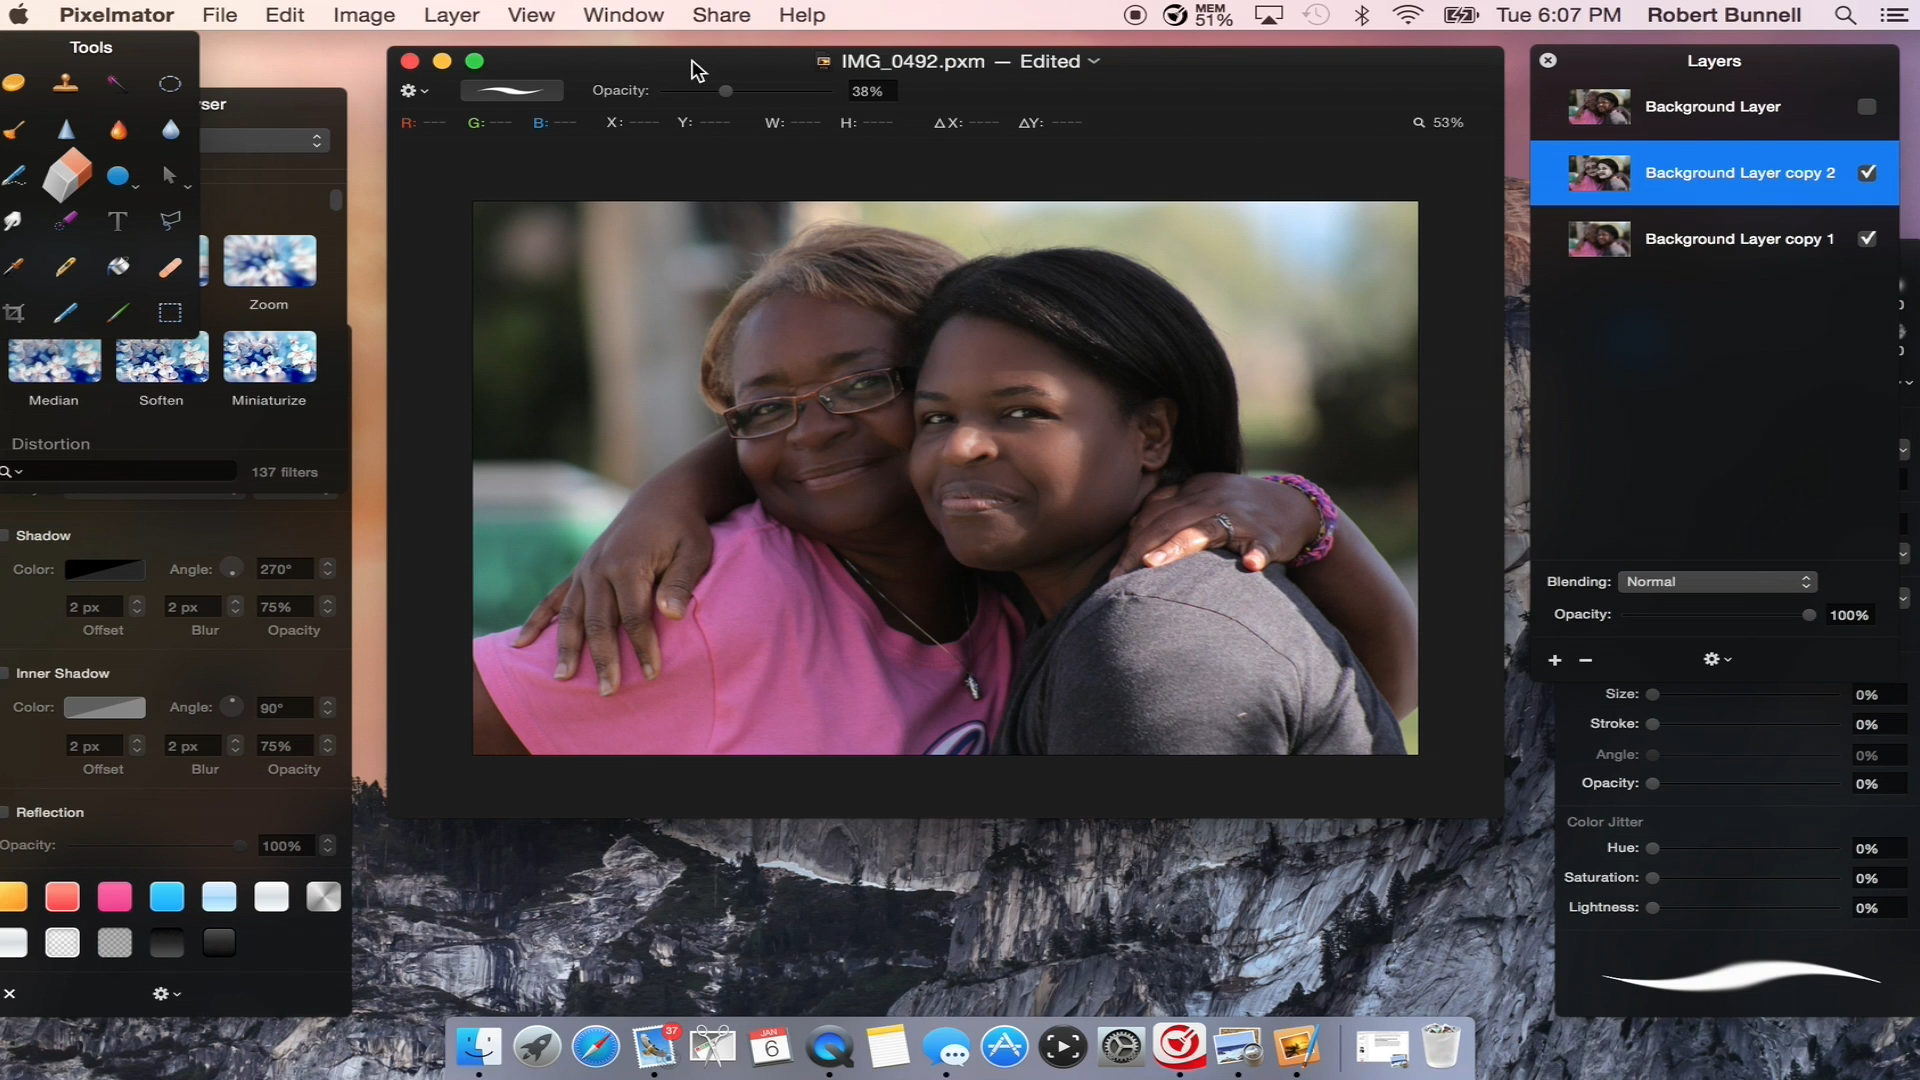 Pixelmator File Edit Image Layer View Window Share Help MEM 51% Tue 6:07 PM Robert Bunnell
Tools
ser
Zoom
Median Soften Miniaturize
Distortion
137 filters
Shadow
Color: Angle: 270°
2 px 2 px 75%
Offset Blur Opacity
Inner Shadow
Color: Angle: 90°
2 px 2 px 75%
Offset Blur Opacity
Reflection
Opacity: 100%
IMG_0492.pxm — Edited
Opacity: 38%
R: --- G: --- B: --- X: ---- Y: ---- W: ---- H: ---- ΔX: ---- ΔY: ---- 53%
T
Layers
Background Layer
Background Layer copy 2
Background Layer copy 1
Blending: Normal
Opacity: 100%
+ −
Size: 0%
Stroke: 0%
Angle: 0%
Opacity: 0%
Color Jitter
Hue: 0%
Saturation: 0%
Lightness: 0%
37
JAN
6